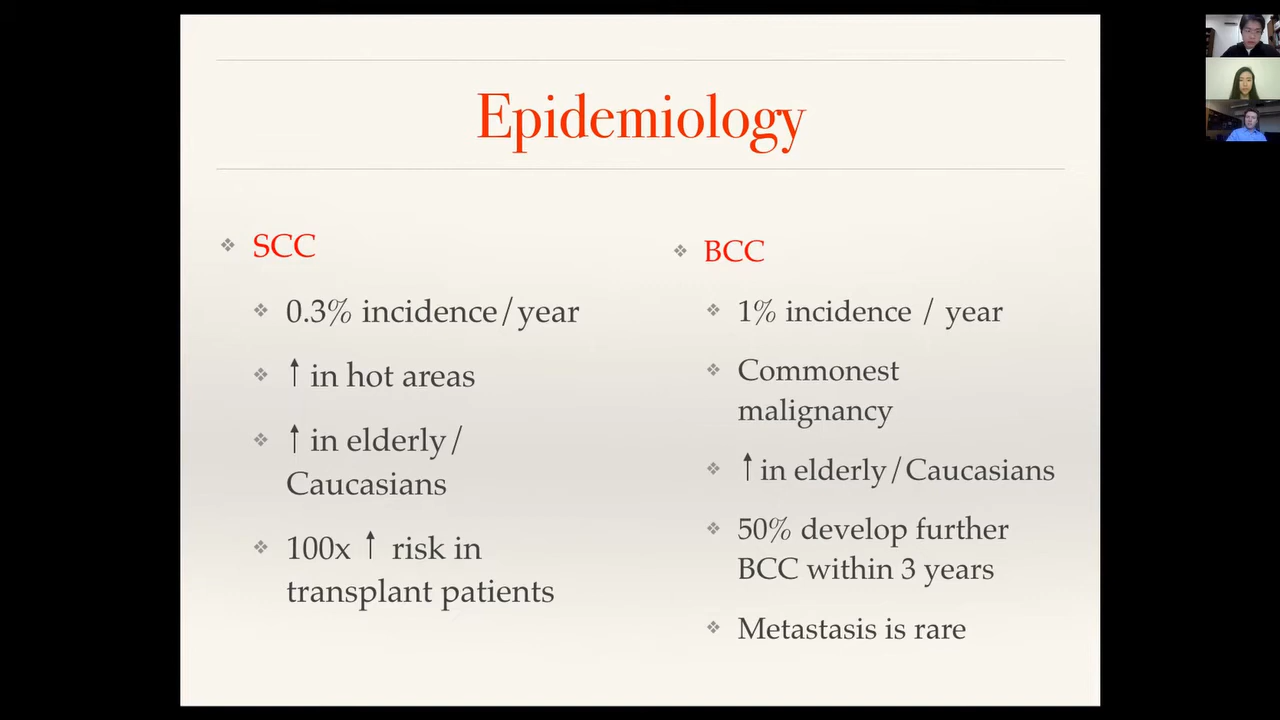 Epidemiology
SCC
0.3% incidence/year
↑ in hot areas
↑ in elderly/
Caucasians
100x ↑ risk in
transplant patients
BCC
1% incidence / year
Commonest
malignancy
↑ in elderly/Caucasians
50% develop further
BCC within 3 years
Metastasis is rare